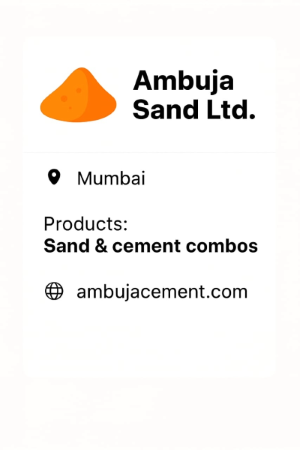 Ambuja
Sand Ltd.
Mumbai
Products:
Sand & cement combos
ambujacement.com